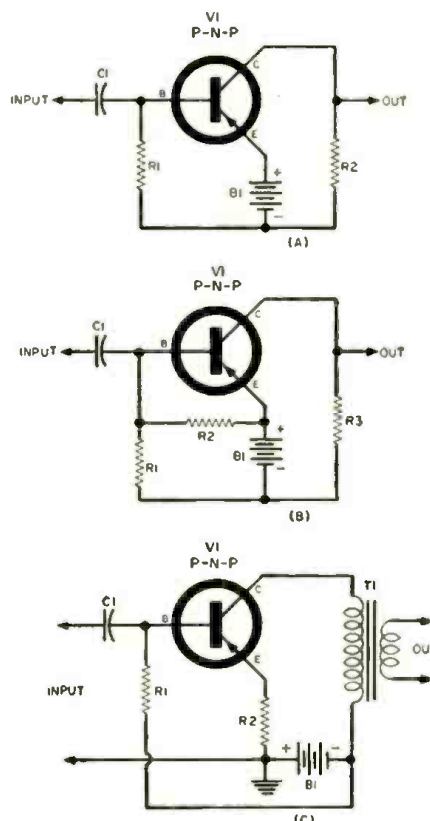 V1
P-N-P
C1
C
INPUT
B
OUT
E
R1
R2
+
B1
-
(A)
V1
P-N-P
C1
C
INPUT
B
OUT
E
R2
+
R3
R1
B1
-
(B)
V1
P-N-P
T1
C1
C
B
OU
E
INPUT
R1
R2
+ -
B1
(C)